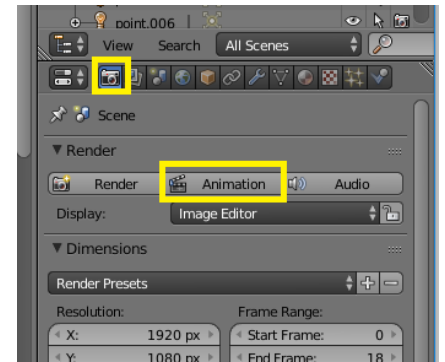 point.006
View Search All Scenes
Scene
Render
Render Animation Audio
Display: Image Editor
Dimensions
Render Presets
Resolution: Frame Range:
X: 1920 px Start Frame: 0
Y: 1080 px End Frame: 18